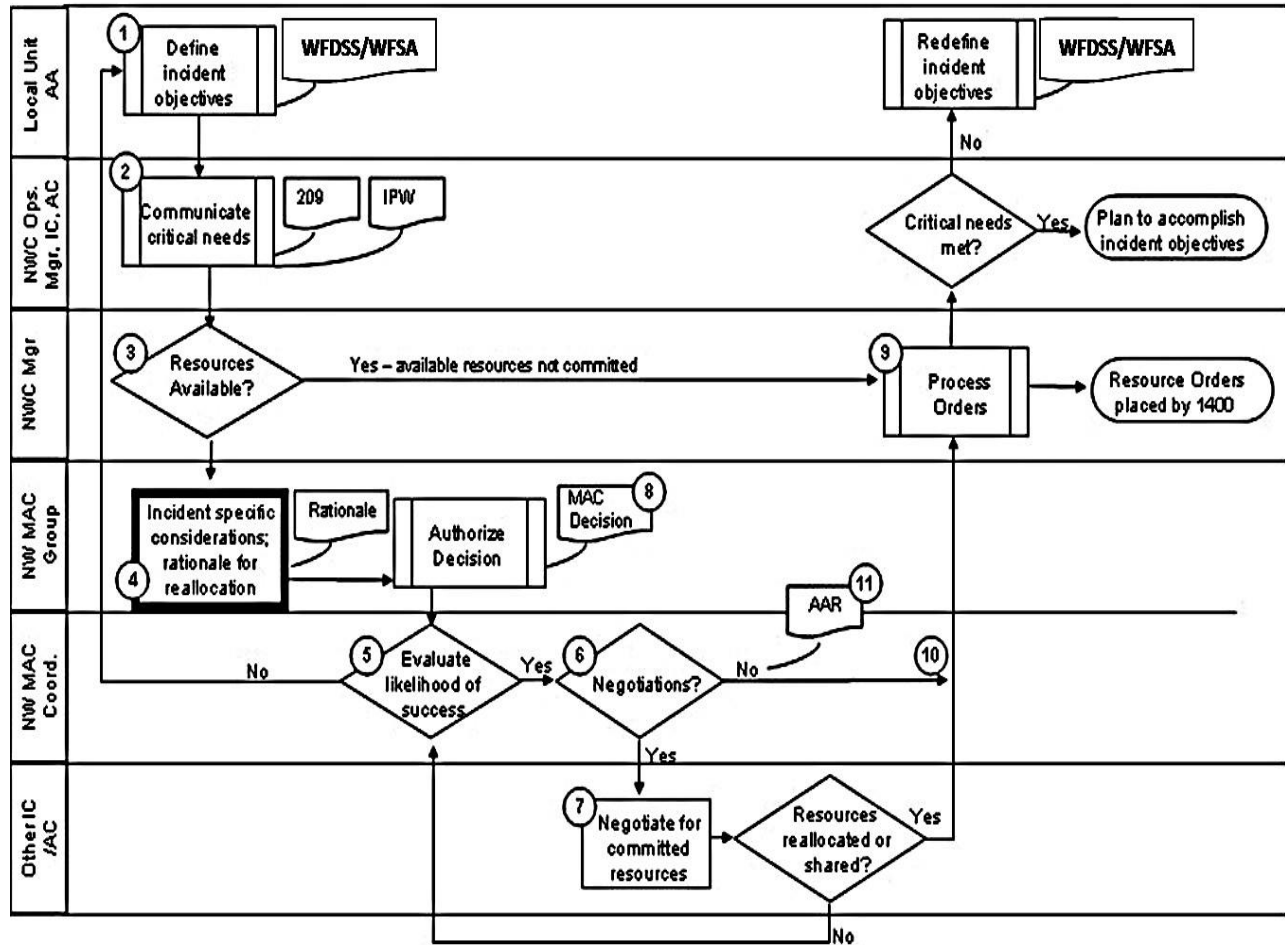 Local Unit
AA
1
Define
incident
objectives
WFDSS/WFSA
Redefine
incident
objectives
WFDSS/WFSA
No
NWC Ops.
Mgr, IC, AC
2
Communicate
critical needs
209
IPW
Critical needs
met?
Yes
Plan to accomplish
incident objectives
NWC Mgr
3
Resources
Available?
Yes – available resources not committed
9
Process
Orders
Resource Orders
placed by 1400
NW MAC
Group
4
Incident specific
considerations;
rationale for
reallocation
Rationale
Authorize
Decision
MAC
Decision
8
NW MAC
Coord.
No
5
Evaluate
likelihood of
success
Yes
6
Negotiations?
No
AAR
11
10
Yes
Other IC
/AC
7
Negotiate for
committed
resources
Resources
reallocated or
shared?
Yes
No